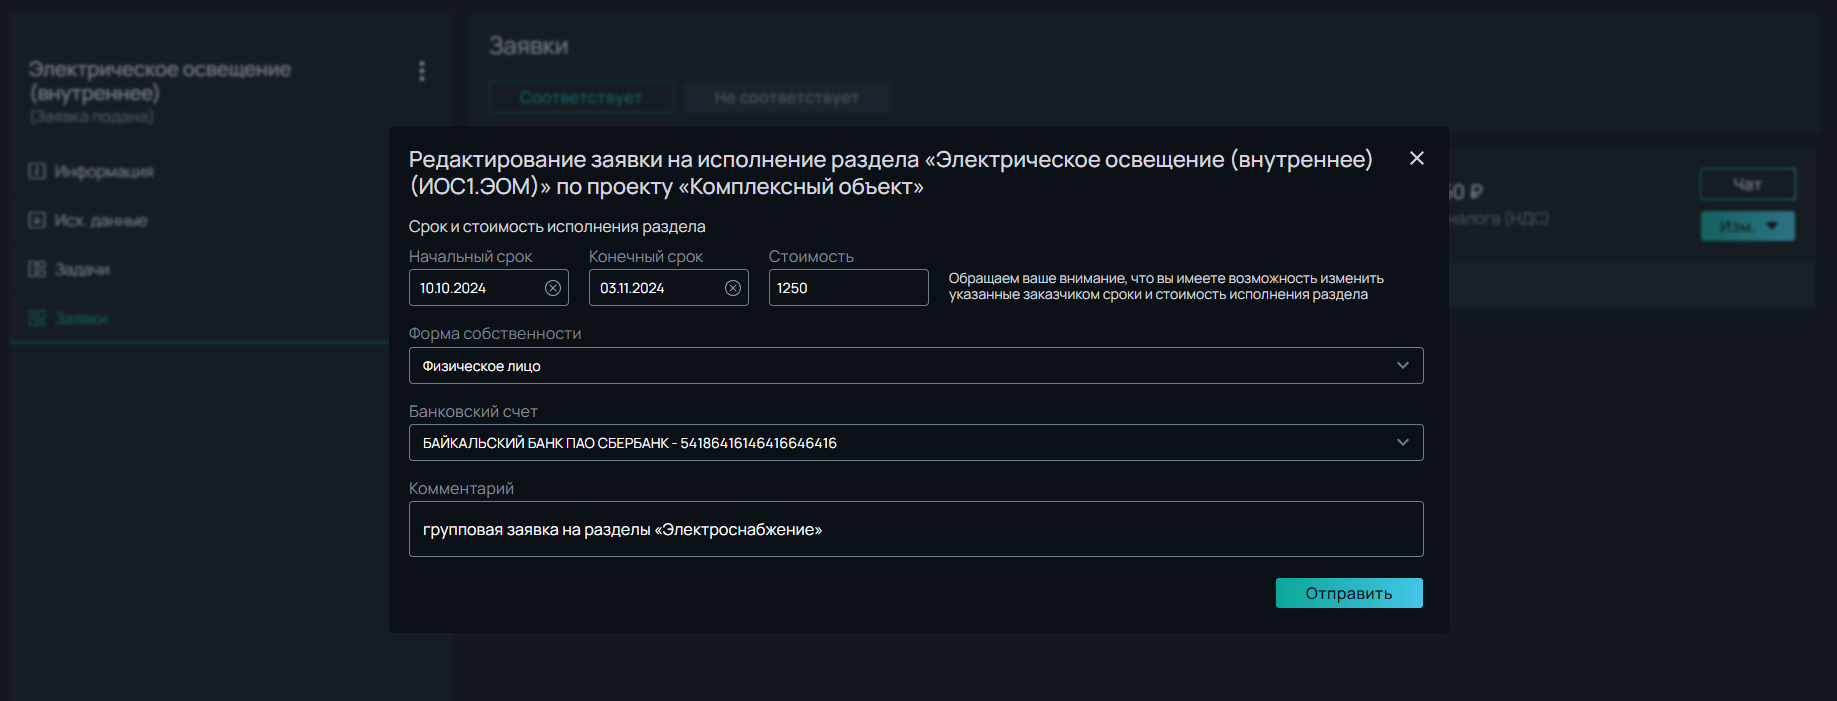 Электрическое освещение
(внутреннее)
(Заявка подана)
Информация
Исх. данные
Задачи
Заявки
Заявки
Соответствует
Не соответствует
Редактирование заявки на исполнение раздела «Электрическое освещение (внутреннее)
(ИОС1.ЭОМ)» по проекту «Комплексный объект»
Срок и стоимость исполнения раздела
Начальный срок
Конечный срок
Стоимость
10.10.2024
03.11.2024
1250
Обращаем ваше внимание, что вы имеете возможность изменить
указанные заказчиком сроки и стоимость исполнения раздела
Форма собственности
Физическое лицо
Банковский счет
БАЙКАЛЬСКИЙ БАНК ПАО СБЕРБАНК - 54186416146416646416
Комментарий
групповая заявка на разделы «Электроснабжение»
Отправить
₽
(НДС)
Чат
Изм.